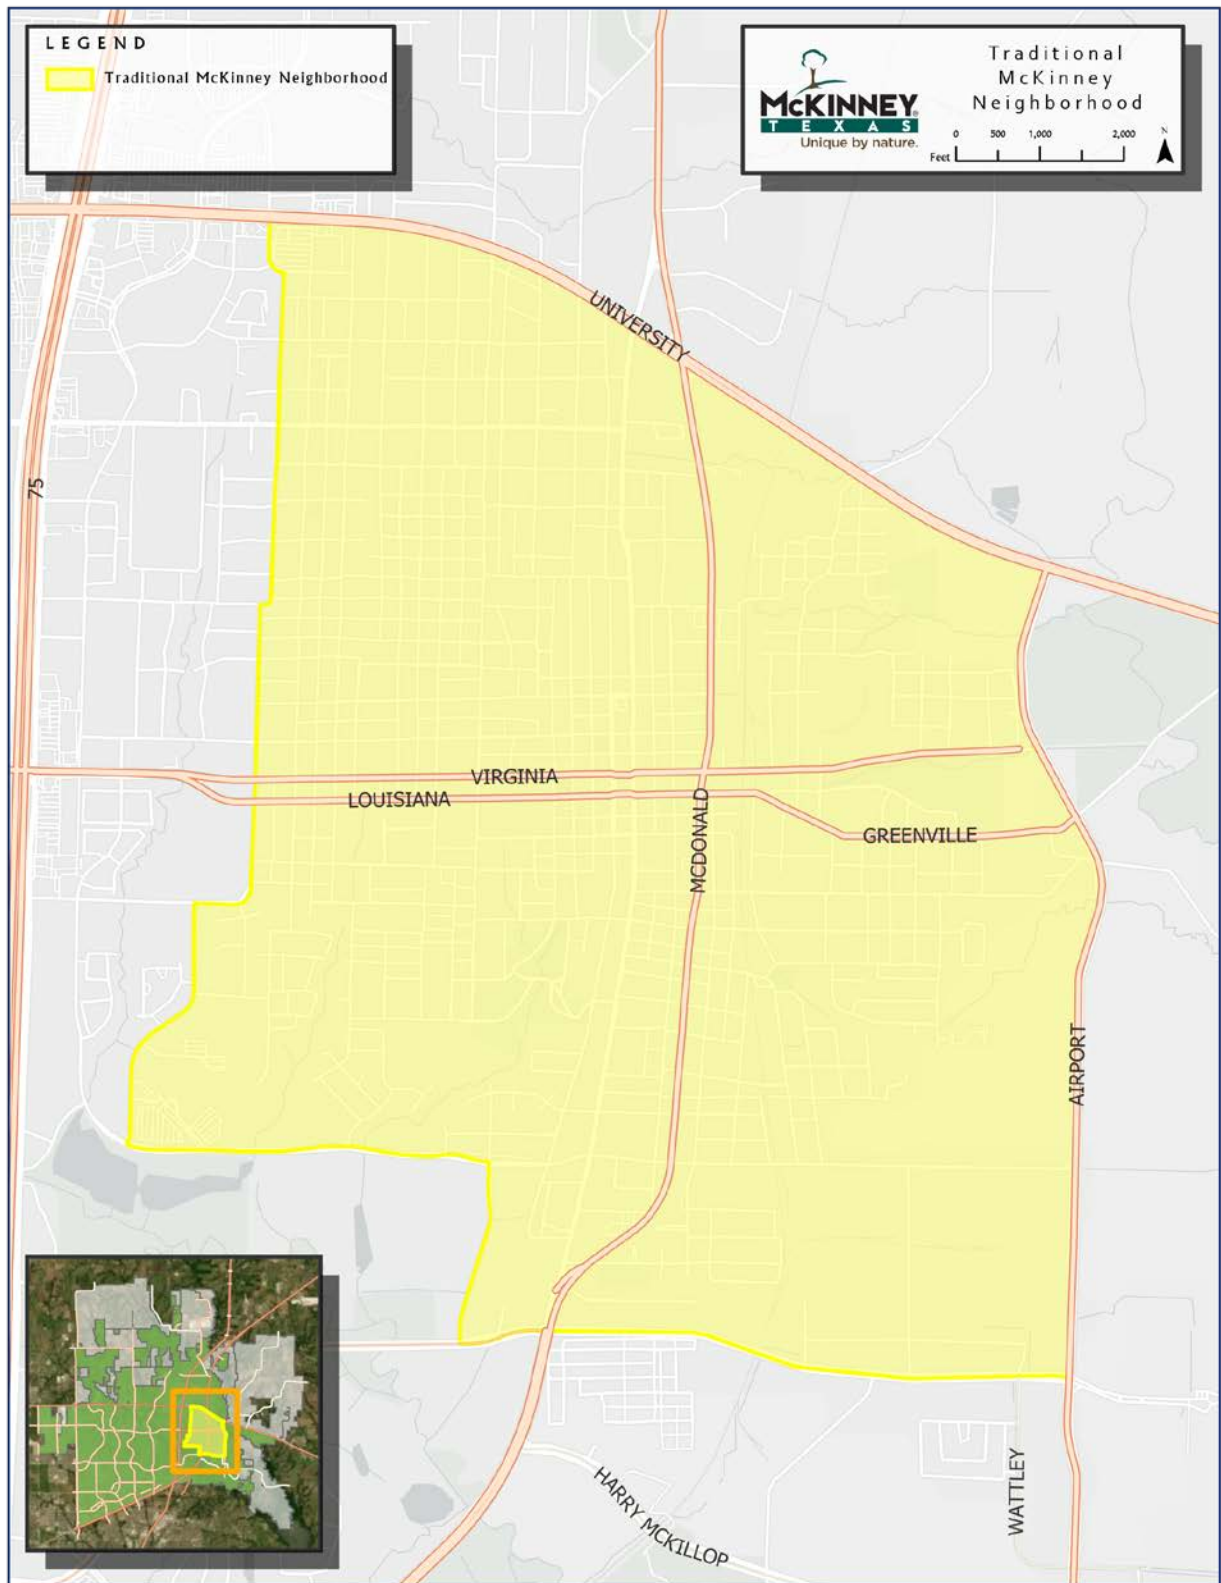 LEGEND
Traditional McKinney Neighborhood
McKINNEY
TEXAS
Unique by nature.
Traditional
McKinney
Neighborhood
0 500 1,000 2,000
Feet
N
UNIVERSITY
75
VIRGINIA
LOUISIANA
MCDONALD
GREENVILLE
AIRPORT
HARRY MCKILLOP
WATTLEY